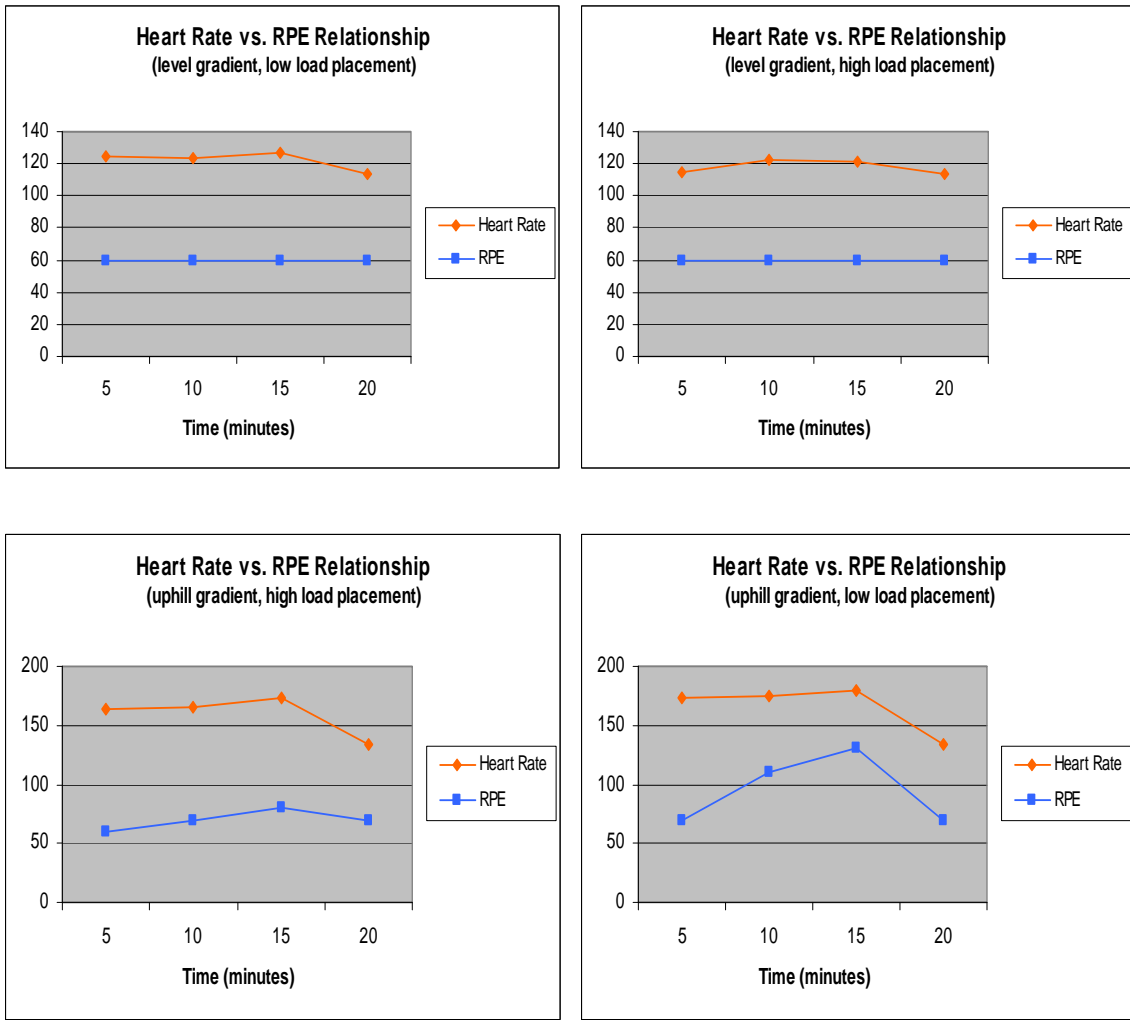 Heart Rate vs. RPE Relationship
(level gradient, low load placement)
140
120
100
80
60
40
20
0
5 10 15 20
Time (minutes)
Heart Rate
RPE
Heart Rate vs. RPE Relationship
(level gradient, high load placement)
140
120
100
80
60
40
20
0
5 10 15 20
Time (minutes)
Heart Rate
RPE
Heart Rate vs. RPE Relationship
(uphill gradient, high load placement)
200
150
100
50
0
5 10 15 20
Time (minutes)
Heart Rate
RPE
Heart Rate vs. RPE Relationship
(uphill gradient, low load placement)
200
150
100
50
0
5 10 15 20
Time (minutes)
Heart Rate
RPE